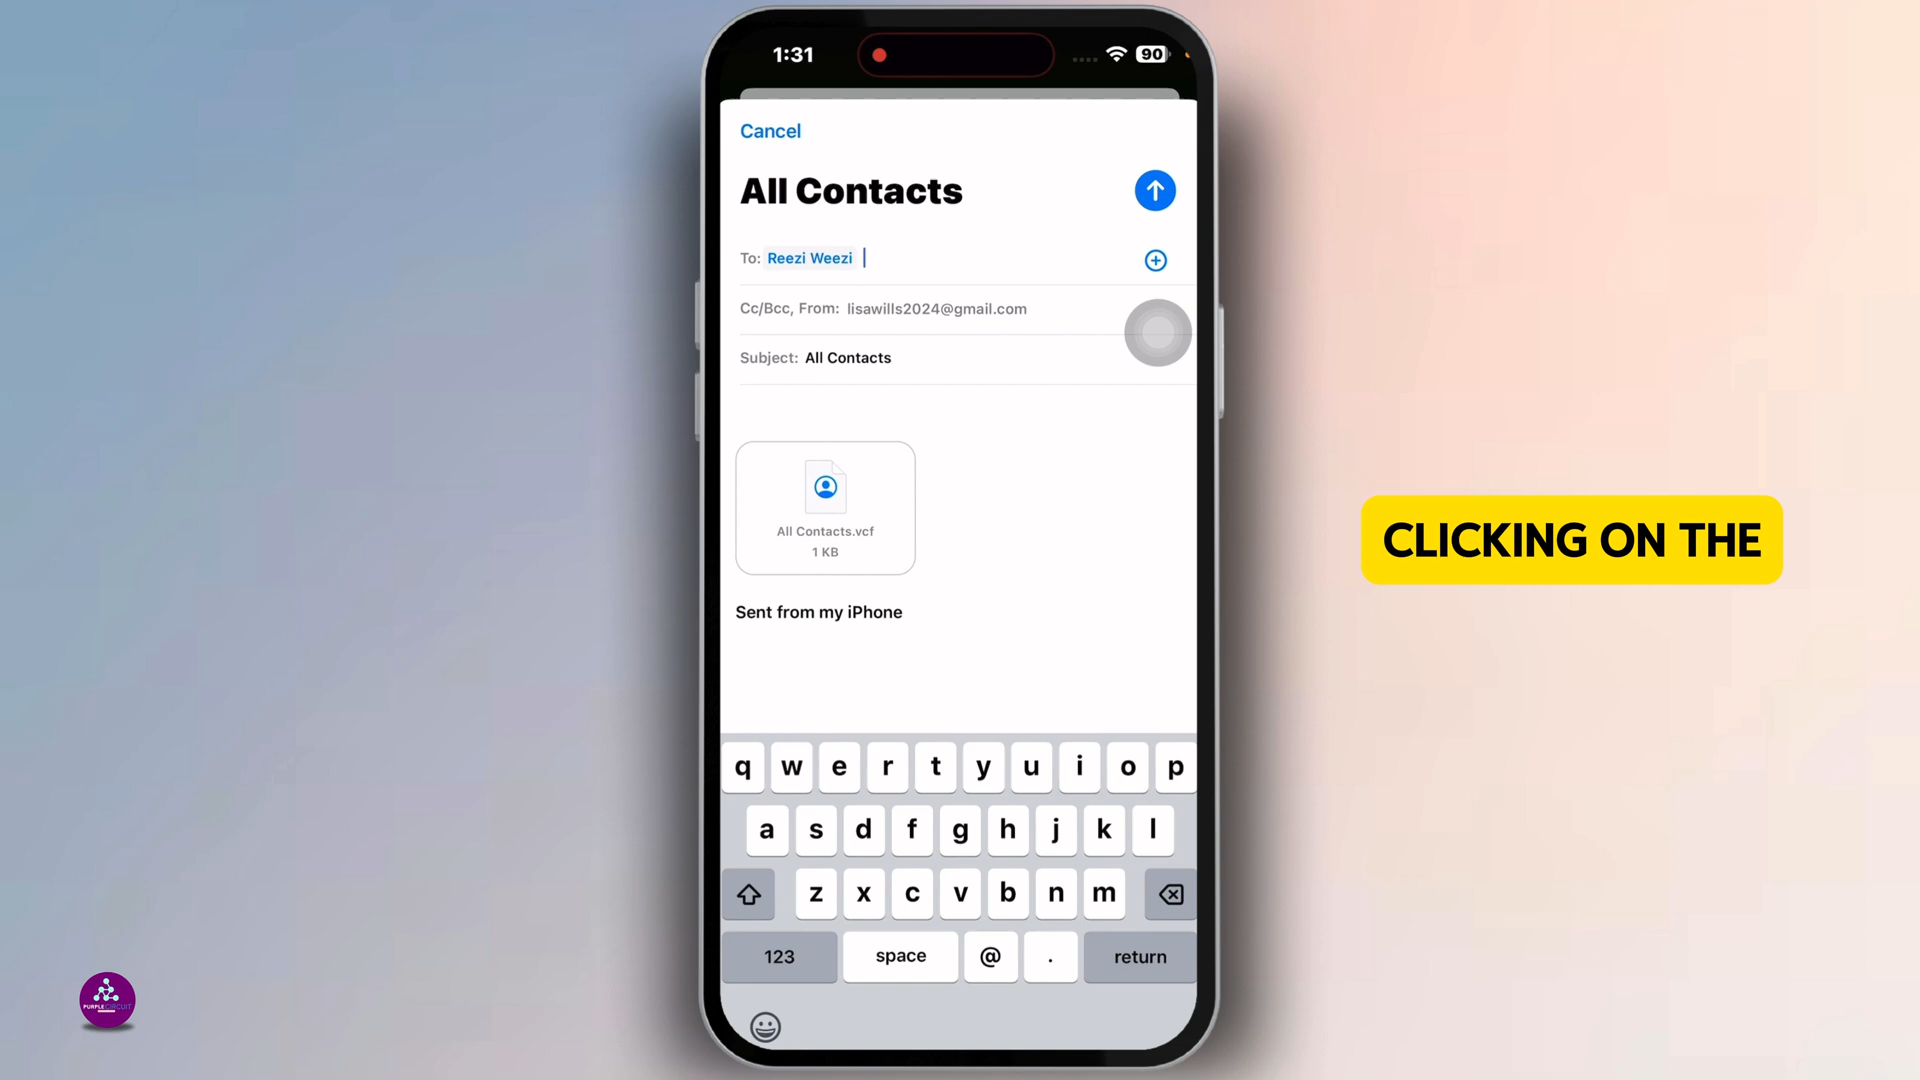 1:31
90
Cancel
All Contacts
To: Reezi Weezi
Cc/Bcc, From: lisawills2024@gmail.com
Subject: All Contacts
All Contacts.vcf
1 KB
Sent from my iPhone
CLICKING ON THE
q w e r t y u i o p
a s d f g h j k l
z x c v b n m
123 space @ . return
PURPLECIRCUIT